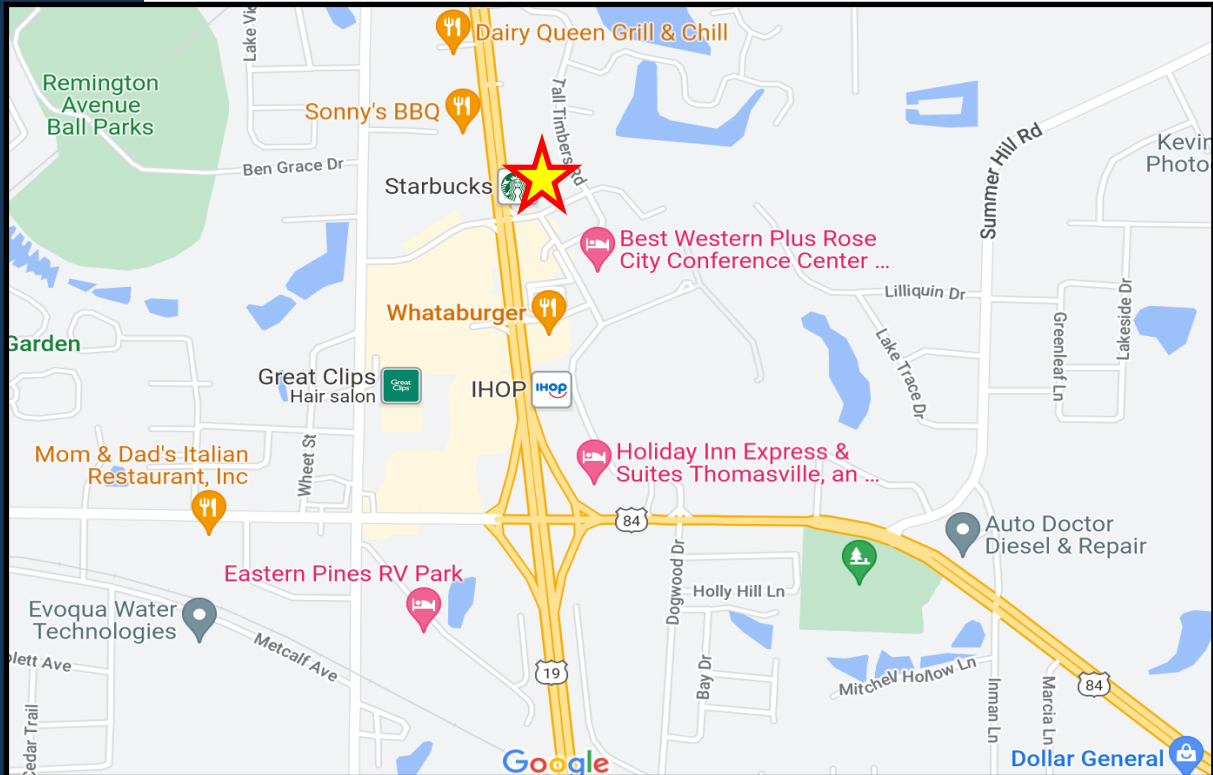 Dairy Queen Grill & Chill
Lake Vi
Remington
Avenue
Ball Parks
Sonny's BBQ
Tall Timbers Rd
Summer Hill Rd
Kevin
Photo
Ben Grace Dr
Starbucks
Best Western Plus Rose
City Conference Center ...
Lilliquin Dr
Lakeside Dr
Greenleaf Ln
Whataburger
Garden
Lake Trace Dr
Great Clips
Hair salon
Great
Clips
IHOP
IHOP
Mom & Dad's Italian
Restaurant, Inc
Wheet St
Holiday Inn Express &
Suites Thomasville, an ...
84
Auto Doctor
Diesel & Repair
Eastern Pines RV Park
Dogwood Dr
Holly Hill Ln
Evoqua Water
Technologies
Metcalf Ave
plett Ave
19
Bay Dr
Mitchell Hollow Ln
84
Inman Ln
Marcia Ln
Cedar Trail
Google
Dollar General